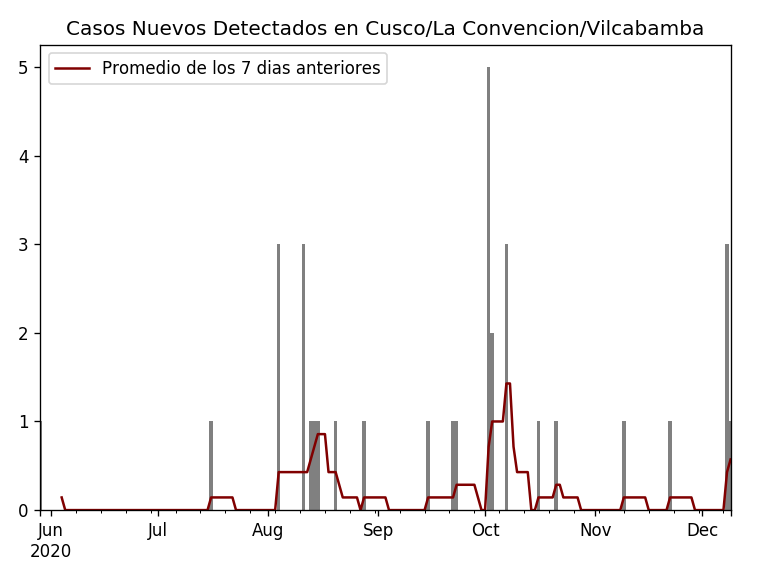 Casos Nuevos Detectados en Cusco/La Convencion/Vilcabamba
Promedio de los 7 dias anteriores
5
4
3
2
1
0
Jun Jul Aug Sep Oct Nov Dec
2020